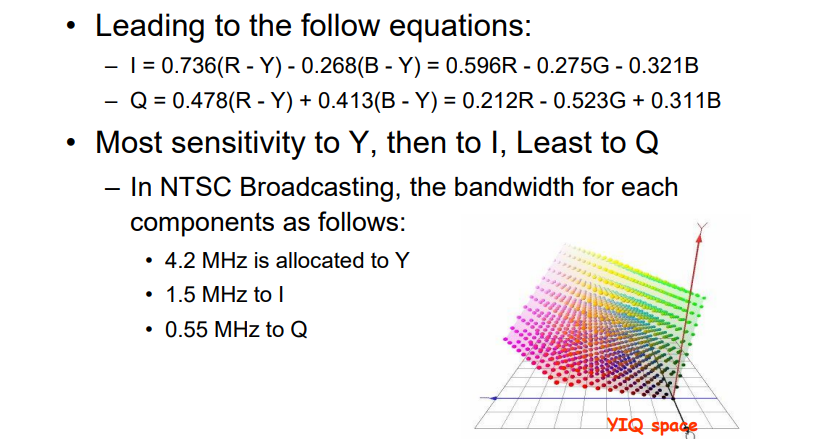 • Leading to the follow equations:
– I = 0.736(R - Y) - 0.268(B - Y) = 0.596R - 0.275G - 0.321B
– Q = 0.478(R - Y) + 0.413(B - Y) = 0.212R - 0.523G + 0.311B
• Most sensitivity to Y, then to I, Least to Q
– In NTSC Broadcasting, the bandwidth for each
components as follows:
• 4.2 MHz is allocated to Y
• 1.5 MHz to I
• 0.55 MHz to Q
Y
YIQ space